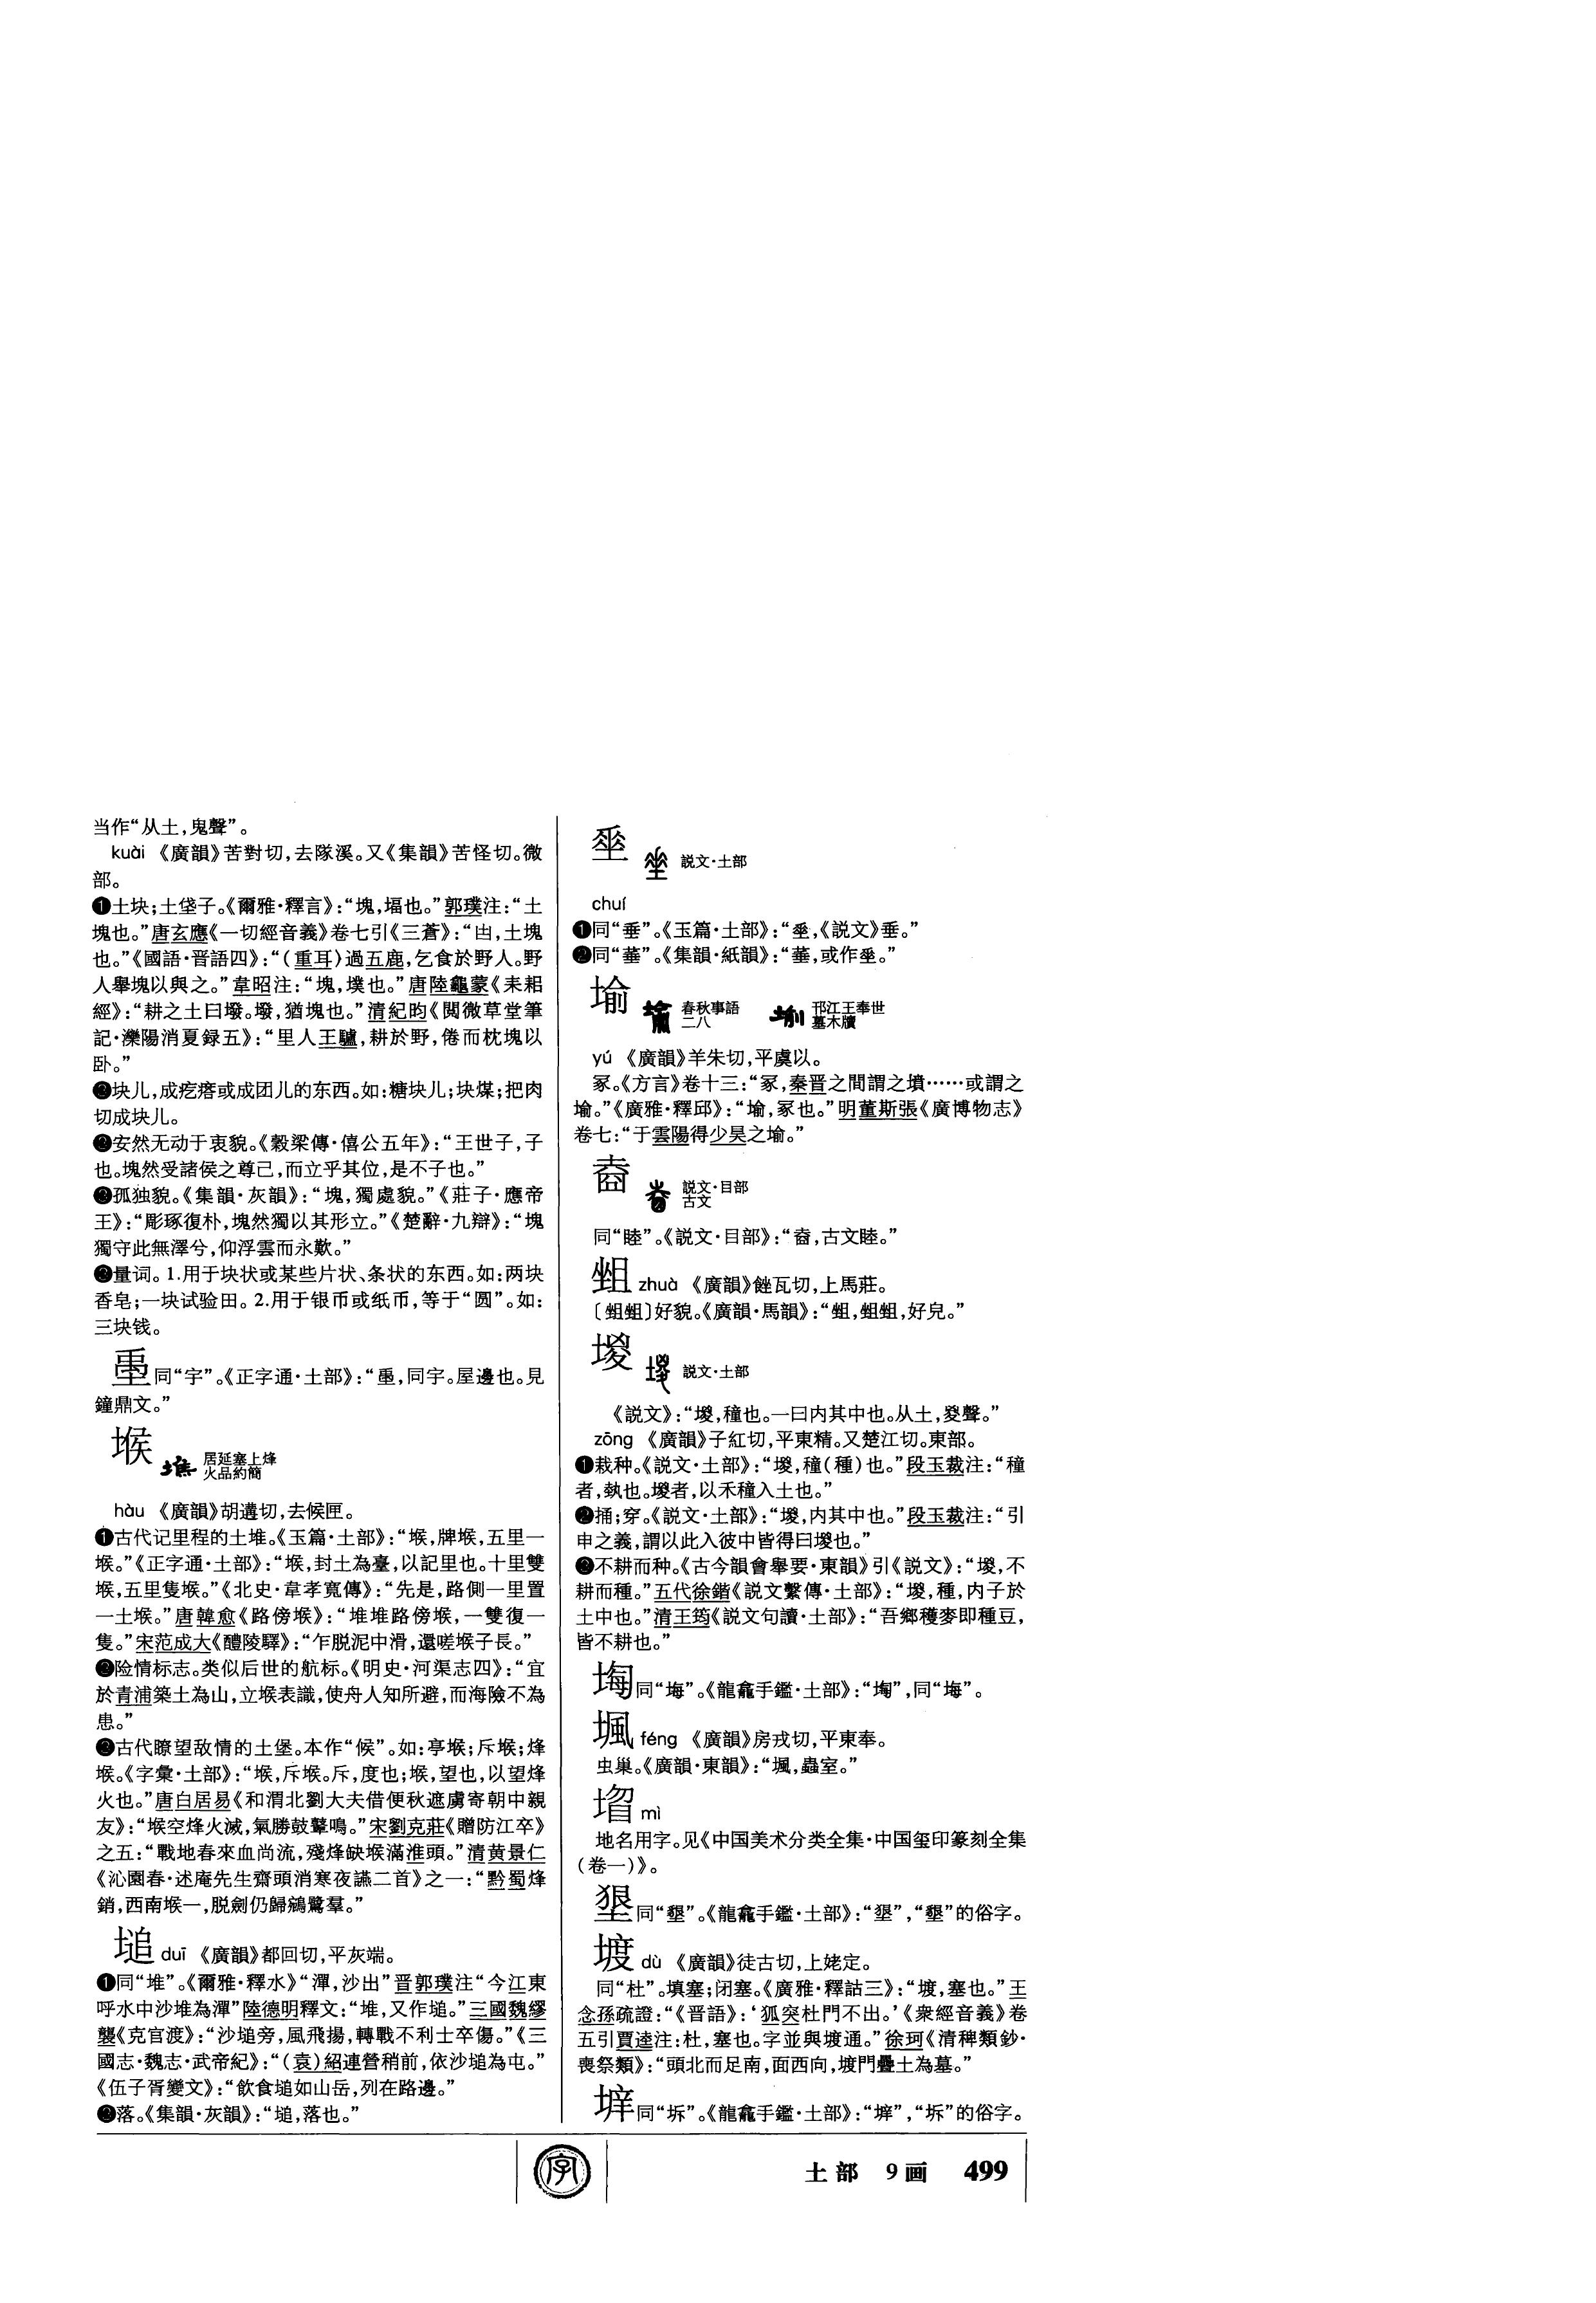 当作“从土,鬼聲”。
kuài 《廣韻》苦對切,去隊溪。又《集韻》苦怪切。微
部。
❶土块;土垡子。《爾雅·釋言》:“塊,堛也。”郭璞注:“土
塊也。”唐玄應《一切經音義》卷七引《三蒼》:“凷,土塊
也。”《國語·晋語四》:“(重耳)過五鹿,乞食於野人。野
人舉塊以與之。”韋昭注:“塊,墣也。”唐陸龜蒙《耒耜
經》:“耕之土曰墢。墢,猶塊也。”清紀昀《閲微草堂筆
記·灤陽消夏録五》:“里人王驢,耕於野,倦而枕塊以
卧。”
❷块儿,成疙瘩或成团儿的东西。如:糖块儿;块煤;把肉
切成块儿。
❸安然无动于衷貌。《穀梁傳·僖公五年》:“王世子,子
也。塊然受諸侯之尊己,而立乎其位,是不子也。”
❹孤独貌。《集韻·灰韻》:“塊,獨處貌。”《莊子·應帝
王》:“彫琢復朴,塊然獨以其形立。”《楚辭·九辯》:“塊
獨守此無澤兮,仰浮雲而永歎。”
❺量词。1.用于块状或某些片状、条状的东西。如:两块
香皂;一块试验田。2.用于银币或纸币,等于“圆”。如:
三块钱。
同“宇”。《正字通·土部》:“,同宇。屋邊也。見
鐘鼎文。”
堠 居延塞上烽
火品約簡
hàu 《廣韻》胡遘切,去候匣。
❶古代记里程的土堆。《玉篇·土部》:“堠,牌堠,五里一
堠。”《正字通·土部》:“堠,封土為臺,以記里也。十里雙
堠,五里隻堠。”《北史·韋孝寬傳》:“先是,路側一里置
一土堠。”唐韓愈《路傍堠》:“堆堆路傍堠,一雙復一
隻。”宋范成大《醴陵驛》:“乍脱泥中滑,還嗟堠子長。”
❷险情标志。类似后世的航标。《明史·河渠志四》:“宜
於青浦築土為山,立堠表識,使舟人知所避,而海險不為
患。”
❸古代瞭望敌情的土堡。本作“候”。如:亭堠;斥堠;烽
堠。《字彙·土部》:“堠,斥堠。斥,度也;堠,望也,以望烽
火也。”唐白居易《和渭北劉大夫借便秋遮虜寄朝中親
友》:“堠空烽火滅,氣勝鼓鼙鳴。”宋劉克莊《贈防江卒》
之五:“戰地春來血尚流,殘烽缺堠滿淮頭。”清黄景仁
《沁園春·述庵先生齋頭消寒夜讌二首》之一:“黔蜀烽
銷,西南堠一,脱劍仍歸鵷鷺羣。”
塠 duī 《廣韻》都回切,平灰端。
❶同“堆”。《爾雅·釋水》“潬,沙出”晋郭璞注“今江東
呼水中沙堆為潬”陸德明釋文:“堆,又作塠。”三國魏繆
襲《克官渡》:“沙塠旁,風飛揚,轉戰不利士卒傷。”《三
國志·魏志·武帝紀》:“(袁)紹連營稍前,依沙塠為屯。”
《伍子胥變文》:“飲食塠如山岳,列在路邊。”
❷落。《集韻·灰韻》:“塠,落也。”
説文·土部
chuí
❶同“垂”。《玉篇·土部》:“,《説文》垂。”
❷同“菙”。《集韻·紙韻》:“菙,或作。”
堬 春秋事語
二八 邗江王奉世
墓木牘
yú 《廣韻》羊朱切,平虞以。
冢。《方言》卷十三:“冢,秦晋之間謂之墳……或謂之
堬。”《廣雅·釋邱》:“堬,冢也。”明董斯張《廣博物志》
卷七:“于雲陽得少昊之堬。”
説文·目部
古文
同“睦”。《説文·目部》:“,古文睦。”
zhuà 《廣韻》䤞瓦切,上馬莊。
〔〕好貌。《廣韻·馬韻》:“,好皃。”
堫 説文·土部
《説文》:“堫,穜也。一曰内其中也。从土,㚇聲。”
zōng 《廣韻》子紅切,平東精。又楚江切。東部。
❶栽种。《説文·土部》:“堫,穜(種)也。”段玉裁注:“穜
者,埶也。堫者,以禾穜入土也。”
❷捅;穿。《説文·土部》:“堫,内其中也。”段玉裁注:“引
申之義,謂以此入彼中皆得曰堫也。”
❸不耕而种。《古今韻會舉要·東韻》引《説文》:“堫,不
耕而種。”五代徐鍇《説文繫傳·土部》:“堫,種,内子於
土中也。”清王筠《説文句讀·土部》:“吾鄉穫麥即種豆,
皆不耕也。”
同“塰”。《龍龕手鑑·土部》:“”,同“”。
堸 féng 《廣韻》房戎切,平東奉。
虫巢。《廣韻·東韻》:“堸,蟲室。”
mì
地名用字。见《中国美术分类全集·中国玺印篆刻全集
(卷一)》。
同“墾”。《龍龕手鑑·土部》:“”,“墾”的俗字。
塻 dù 《廣韻》徒古切,上姥定。
同“杜”。填塞;闭塞。《廣雅·釋詁三》:“㙷,塞也。”王
念孫疏證:“《晋語》:‘狐突杜門不出。’《衆經音義》卷
五引賈逵注:杜,塞也。字並與㙷通。”徐珂《清稗類鈔·
喪祭類》:“頭北而足南,面西向,㙷門疊土為墓。”
同“坼”。《龍龕手鑑·土部》:“”,“坼”的俗字。
字
土部 9画 499